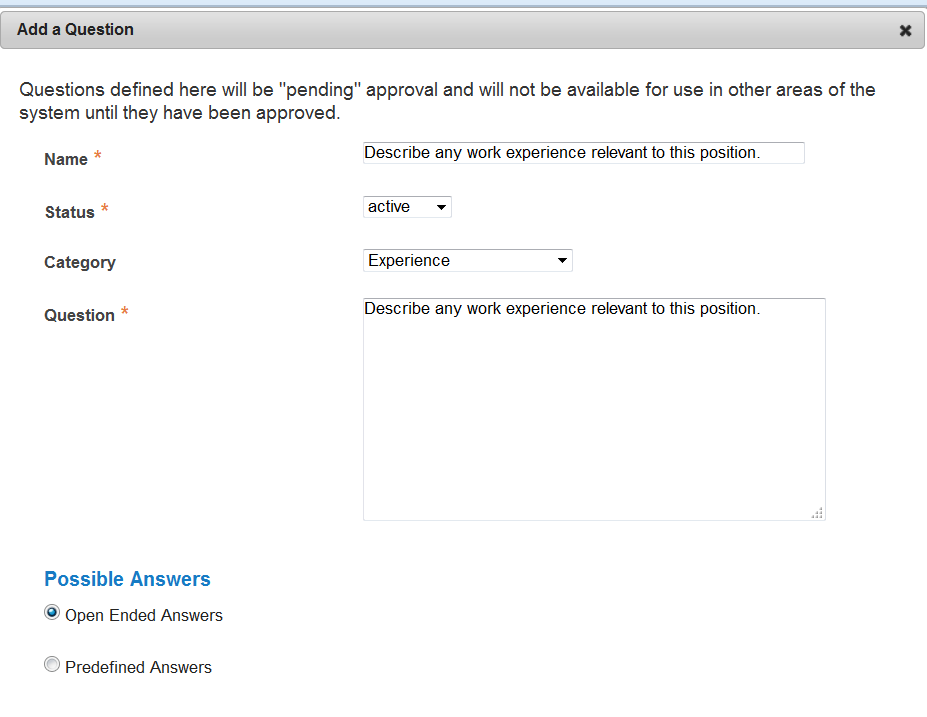 Add a Question
Questions defined here will be "pending" approval and will not be available for use in other areas of the
system until they have been approved.
Name * Describe any work experience relevant to this position.
Status * active
Category Experience
Question * Describe any work experience relevant to this position.
Possible Answers
Open Ended Answers
Predefined Answers